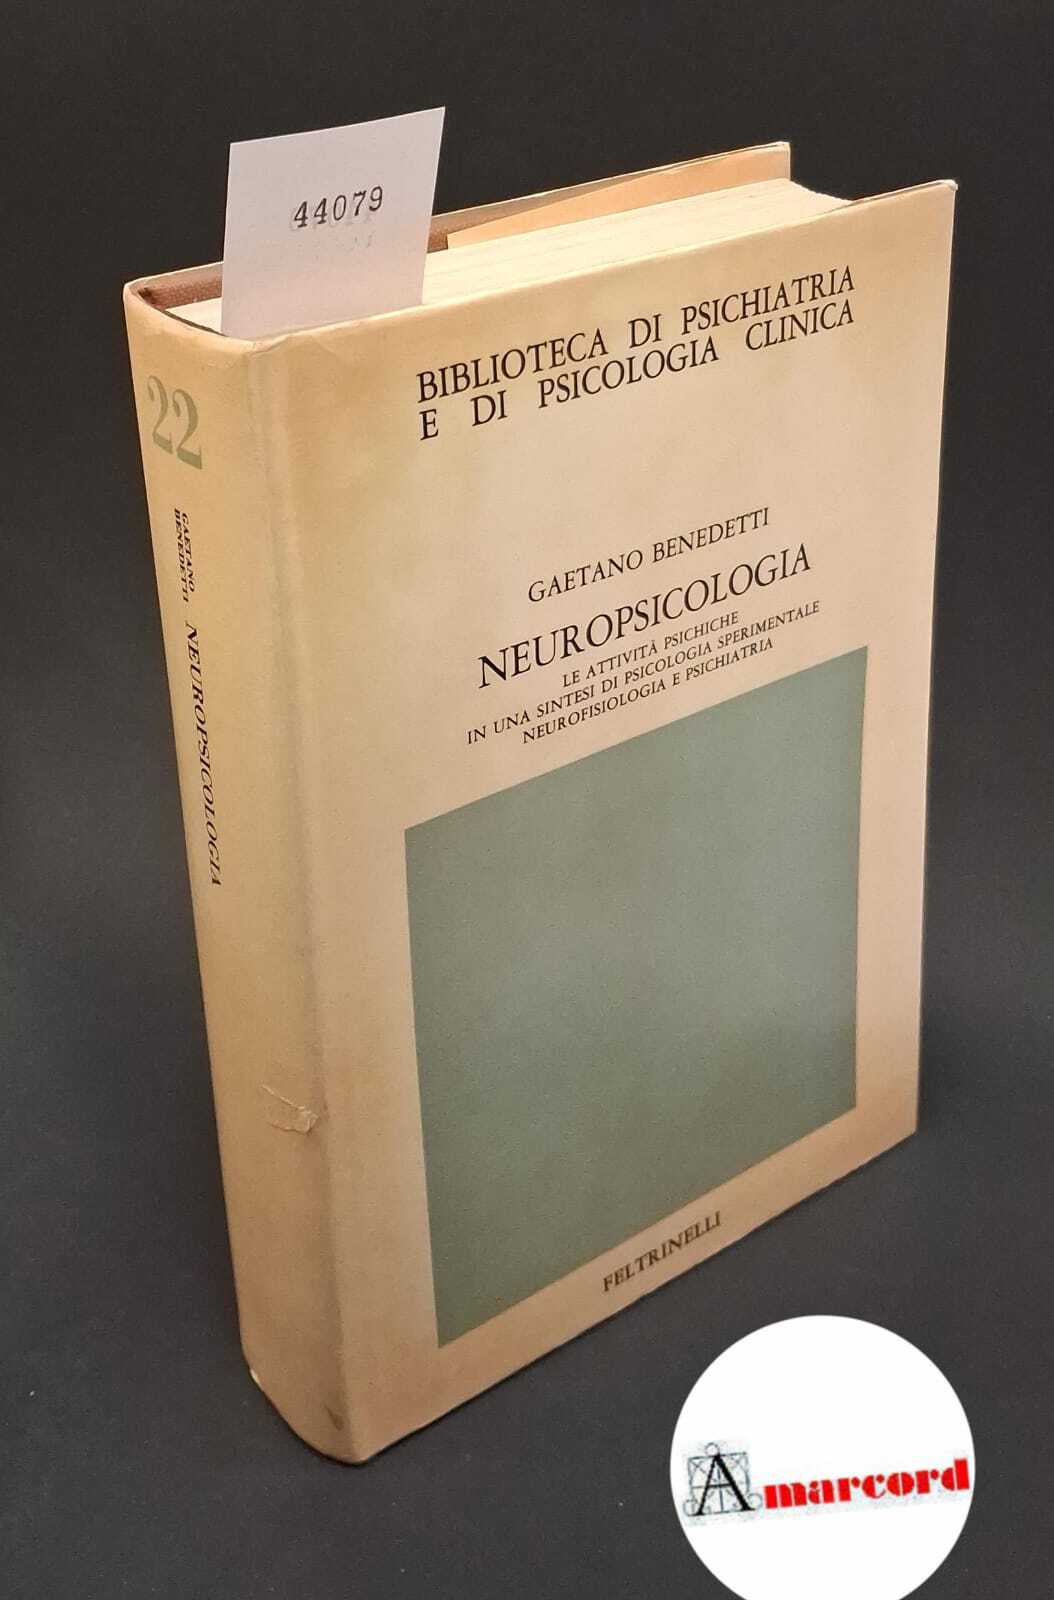 44079
BIBLIOTECA DI PSICHIATRIA
E DI PSICOLOGIA CLINICA
GAETANO BENEDETTI
NEUROPSICOLOGIA
LE ATTIVITÀ PSICHICHE
IN UNA SINTESI DI PSICOLOGIA SPERIMENTALE
NEUROFISIOLOGIA E PSICHIATRIA
FELTRINELLI
22
GAETANO
BENEDETTI
NEUROPSICOLOGIA
Amarcord